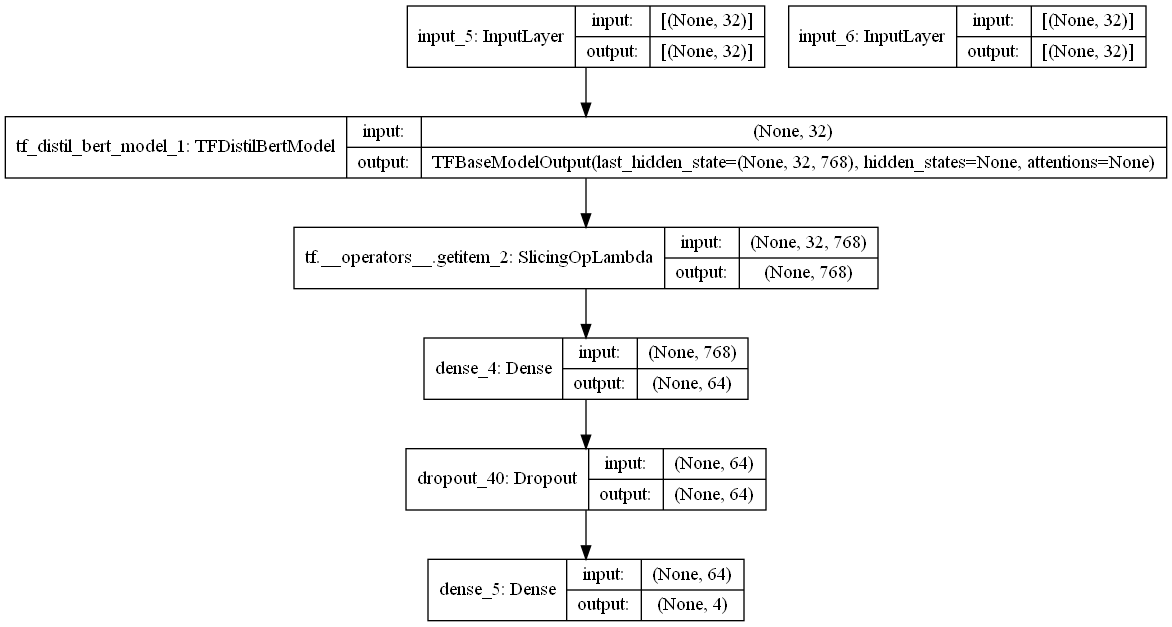 input_5: InputLayer
input: [(None, 32)]
output: [(None, 32)]
input_6: InputLayer
input: [(None, 32)]
output: [(None, 32)]
tf_distil_bert_model_1: TFDistilBertModel
input: (None, 32)
output: TFBaseModelOutput(last_hidden_state=(None, 32, 768), hidden_states=None, attentions=None)
tf.__operators__.getitem_2: SlicingOpLambda
input: (None, 32, 768)
output: (None, 768)
dense_4: Dense
input: (None, 768)
output: (None, 64)
dropout_40: Dropout
input: (None, 64)
output: (None, 64)
dense_5: Dense
input: (None, 64)
output: (None, 4)